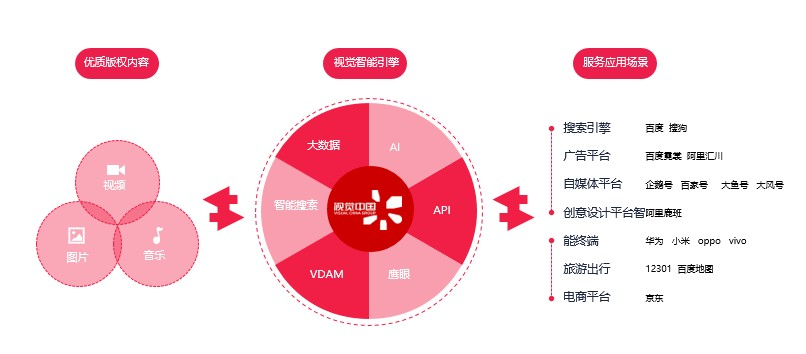 优质版权内容
视觉智能引擎
服务应用场景
视频
图片
音乐
大数据
AI
智能搜索
API
VDAM
鹰眼
视觉中国
VISUAL CHINA GROUP
搜索引擎 百度 搜狗
广告平台 百度霓裳 阿里汇川
自媒体平台 企鹅号 百家号 大鱼号 大风号
创意设计平台智 阿里鹿班
能终端 华为 小米 oppo vivo
旅游出行 12301 百度地图
电商平台 京东